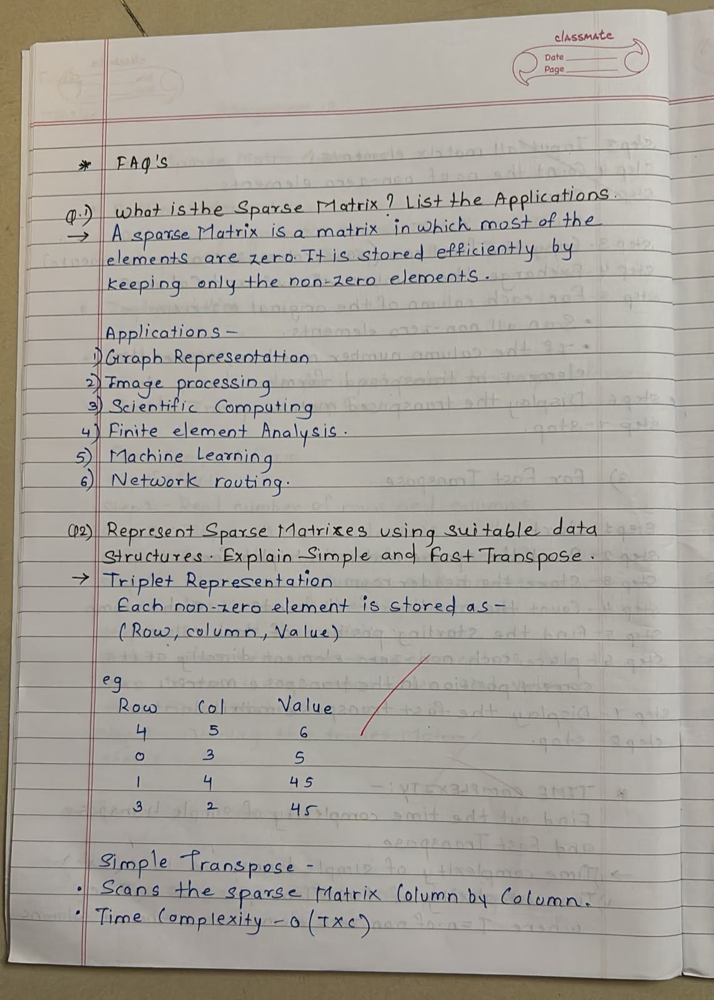 classmate
Date
Page
* FAQ's
Q.1) What is the Sparse Matrix? List the Applications.
→ A sparse Matrix is a matrix in which most of the
elements are zero. It is stored efficiently by
keeping only the non-zero elements.
Applications -
1) Graph Representation
2) Image processing
3) Scientific Computing
4) Finite element Analysis.
5) Machine Learning
6) Network routing.
Q2) Represent Sparse Matrixes using suitable data
structures. Explain Simple and Fast Transpose.
→ Triplet Representation
Each non-zero element is stored as -
(Row, column, Value)
eg
Row Col Value
4 5 6
0 3 5
1 4 45
3 2 45
Simple Transpose -
• Scans the sparse Matrix Column by Column.
• Time Complexity - O(TXC)